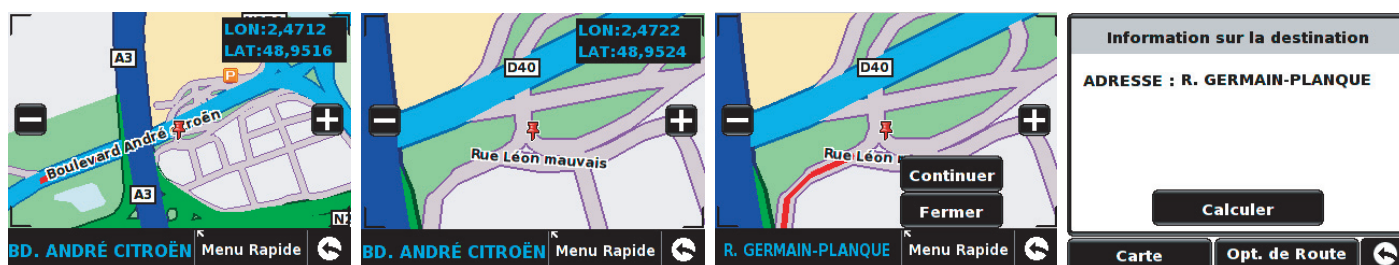 LON:2,4712
LAT:48,9516
A3
P
Boulevard André Citroën
A3
BD. ANDRÉ CITROËN
Menu Rapide
LON:2,4722
LAT:48,9524
D40
Rue Léon mauvais
BD. ANDRÉ CITROËN
Menu Rapide
D40
Rue Léon
Continuer
Fermer
R. GERMAIN-PLANQUE
Menu Rapide
Information sur la destination
ADRESSE : R. GERMAIN-PLANQUE
Calculer
Carte
Opt. de Route